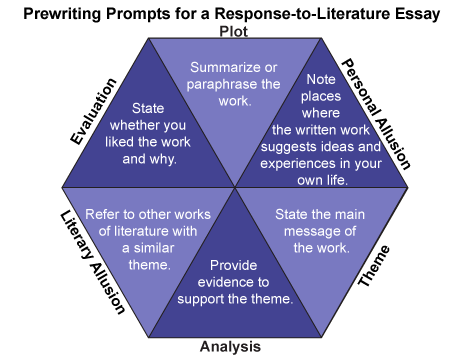 Prewriting Prompts for a Response-to-Literature Essay
Plot
Summarize or
paraphrase the
work.
Personal Allusion
Note
places
where
the written work
suggests ideas and
experiences in your
own life.
Theme
State the main
message of
the work.
Analysis
Provide
evidence to
support the theme.
Literary Allusion
Refer to other works
of literature with
a similar
theme.
Evaluation
State
whether you
liked the work
and why.